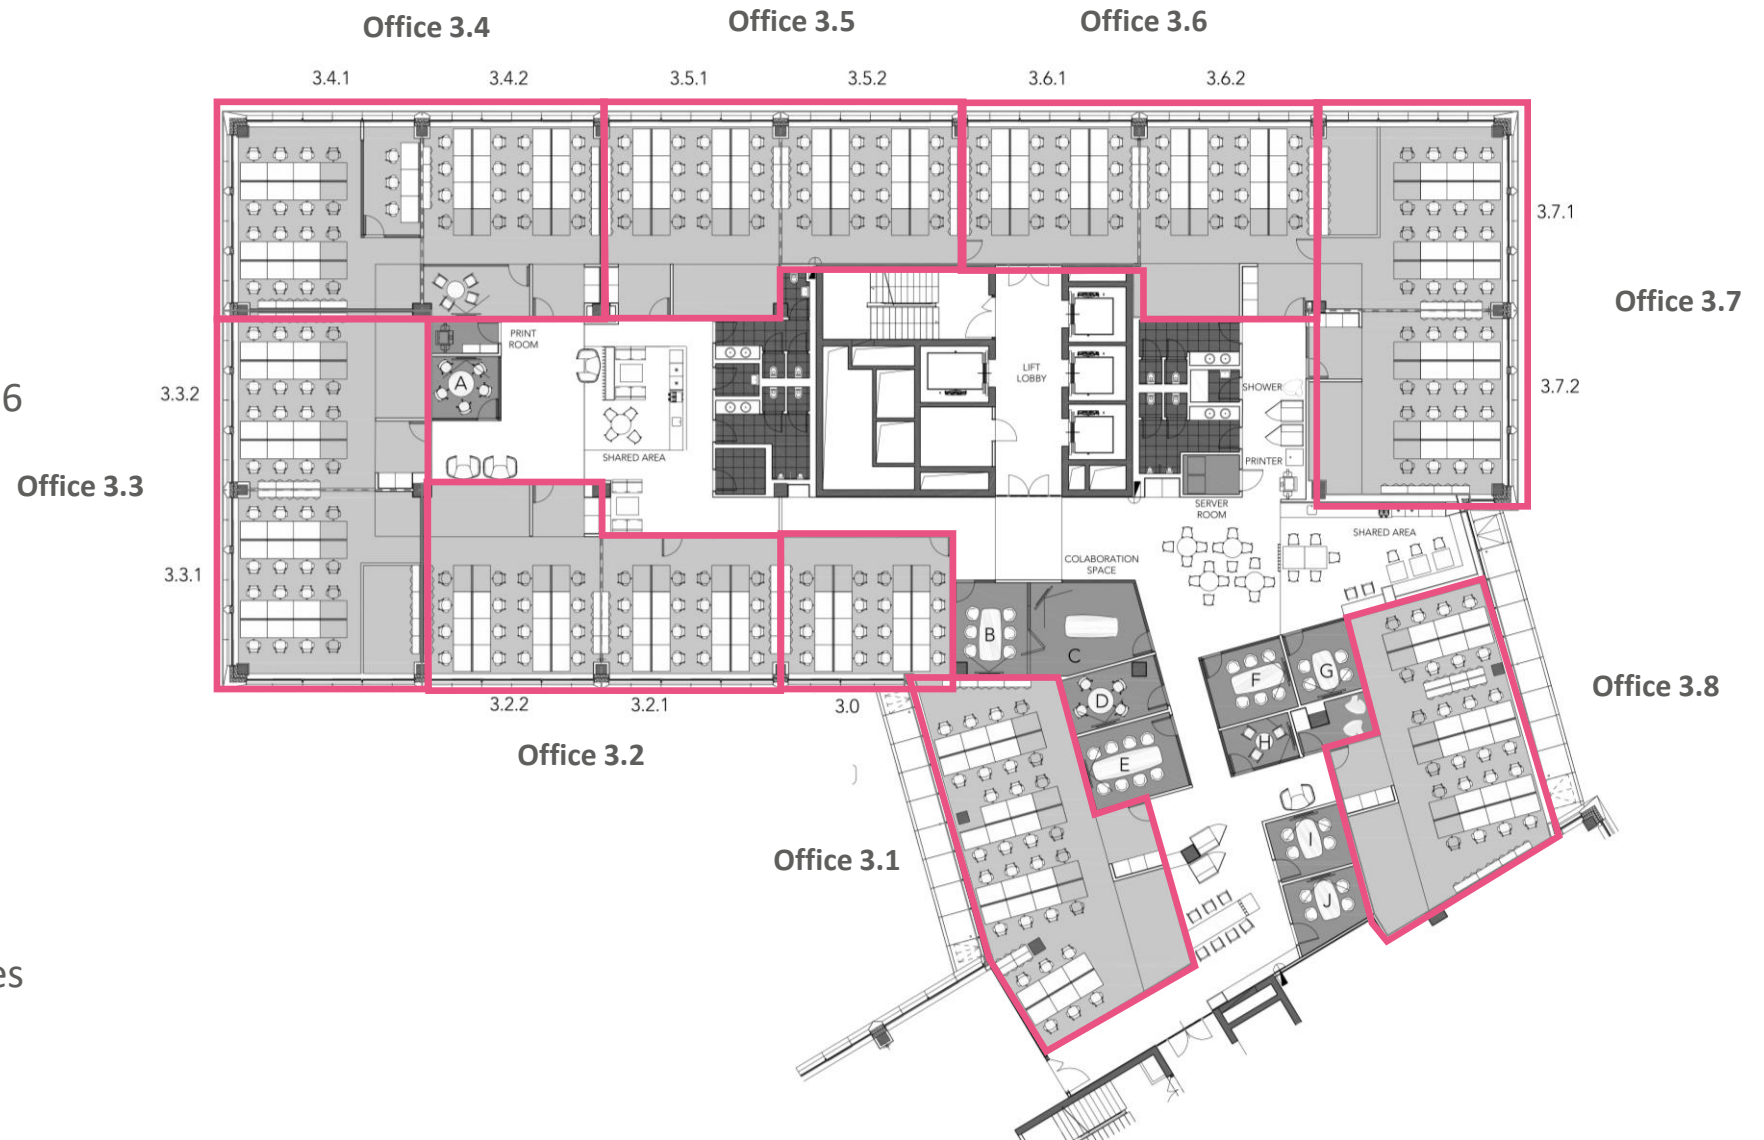 Office 3.4
Office 3.5
Office 3.6
3.4.1
3.4.2
3.5.1
3.5.2
3.6.1
3.6.2
3.7.1
Office 3.7
PRINT
ROOM
A
LIFT
LOBBY
SHOWER
3.7.2
3.3.2
6
SHARED AREA
PRINTER
Office 3.3
SERVER
ROOM
SHARED AREA
COLABORATION
SPACE
3.3.1
B
C
D
E
F
G
H
I
J
Office 3.8
3.2.2
3.2.1
3.0
Office 3.2
Office 3.1
es